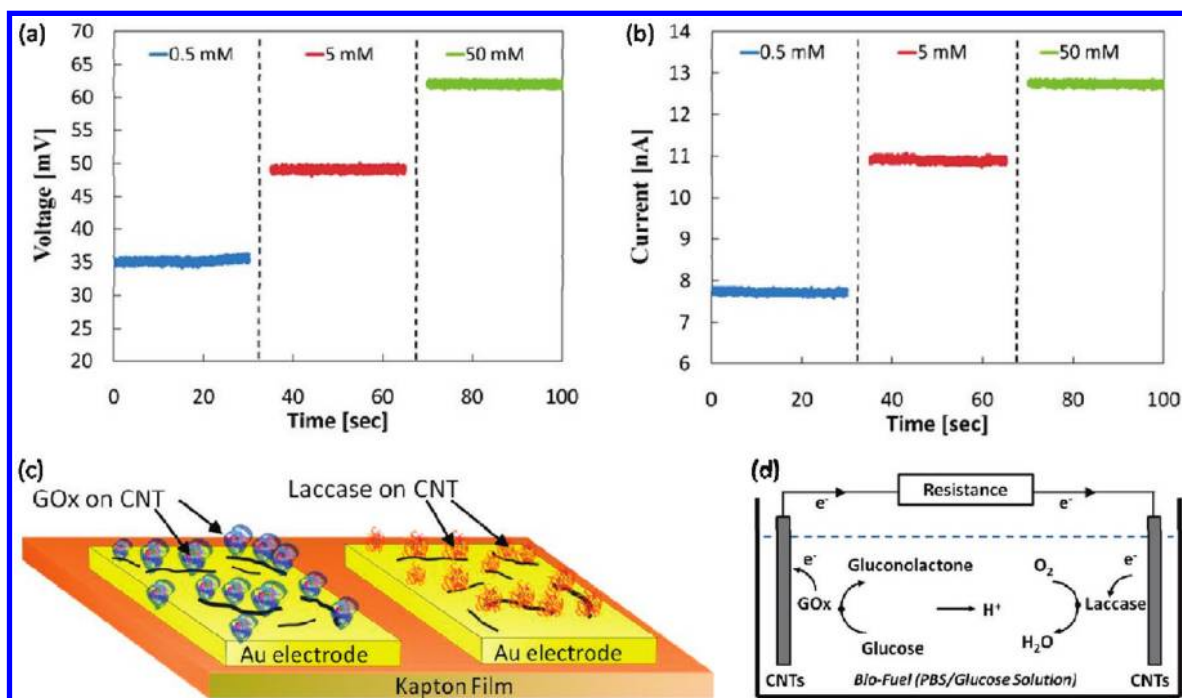 (a)
0.5 mM 5 mM 50 mM
70
65
60
55
50
45
40
35
30
25
20
Voltage [mV]
0 20 40 60 80 100
Time [sec]
(b)
0.5 mM 5 mM 50 mM
14
13
12
11
10
9
8
7
6
Current [nA]
0 20 40 60 80 100
Time [sec]
(c)
GOx on CNT
Laccase on CNT
Au electrode
Au electrode
Kapton Film
(d)
Resistance
e- e-
e- Gluconolactone O2 e-
GOx H+ Laccase
Glucose H2O
CNTs Bio-Fuel (PBS/Glucose Solution) CNTs